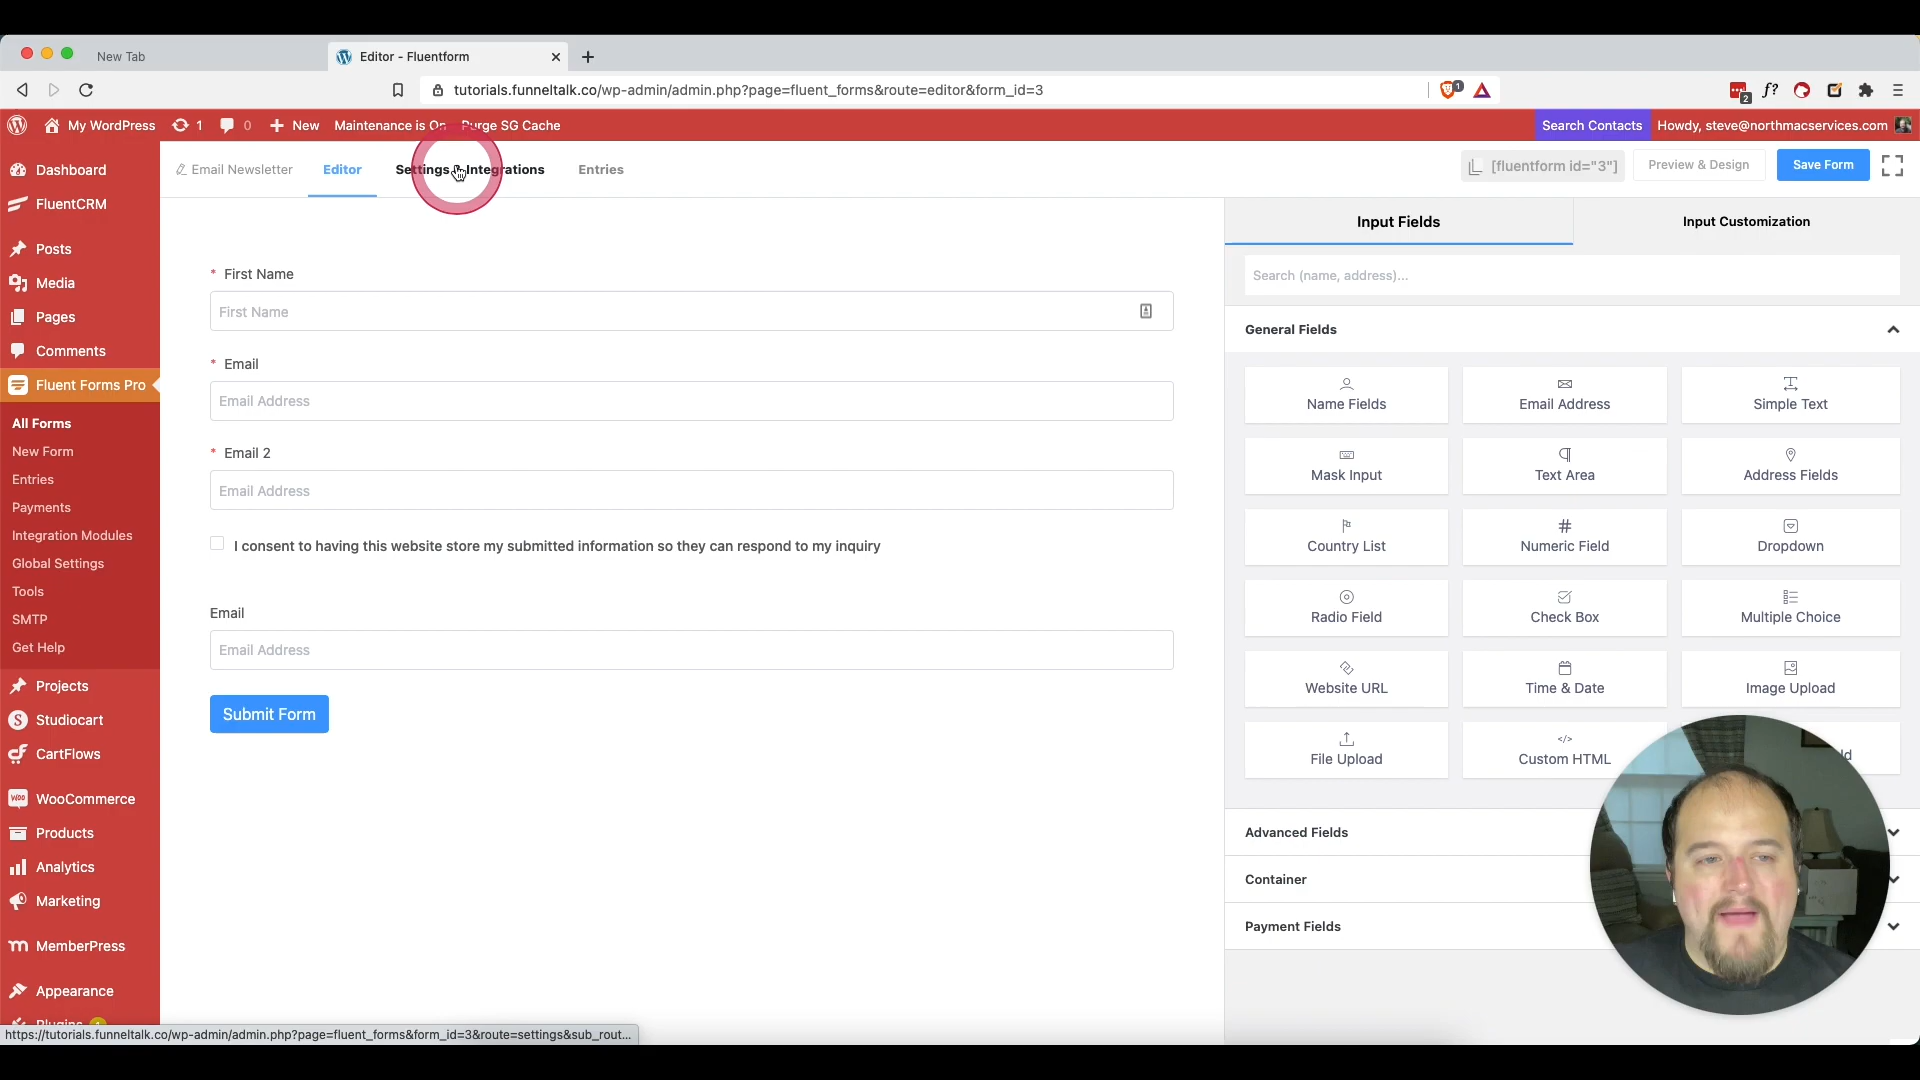 New Tab
Editor - Fluentform
tutorials.funneltalk.co/wp-admin/admin.php?page=fluent_forms&route=editor&form_id=3
1
2
f?
My WordPress
1
0
New
Maintenance is On
Purge SG Cache
Search Contacts
Howdy, steve@northmacservices.com
Dashboard
FluentCRM
Posts
Media
Pages
Comments
Fluent Forms Pro
All Forms
New Form
Entries
Payments
Integration Modules
Global Settings
Tools
SMTP
Get Help
Projects
Studiocart
CartFlows
WooCommerce
Products
Analytics
Marketing
MemberPress
Appearance
Plugins
Email Newsletter
Editor
Settings & Integrations
Entries
[fluentform id="3"]
Preview & Design
Save Form
* First Name
First Name
* Email
Email Address
* Email 2
Email Address
I consent to having this website store my submitted information so they can respond to my inquiry
Email
Email Address
Submit Form
Input Fields
Input Customization
Search (name, address)...
General Fields
Name Fields
Email Address
Simple Text
Mask Input
Text Area
Address Fields
Country List
Numeric Field
Dropdown
Radio Field
Check Box
Multiple Choice
Website URL
Time & Date
Image Upload
File Upload
Custom HTML
Advanced Fields
Container
Payment Fields
https://tutorials.funneltalk.co/wp-admin/admin.php?page=fluent_forms&form_id=3&route=settings&sub_rout...